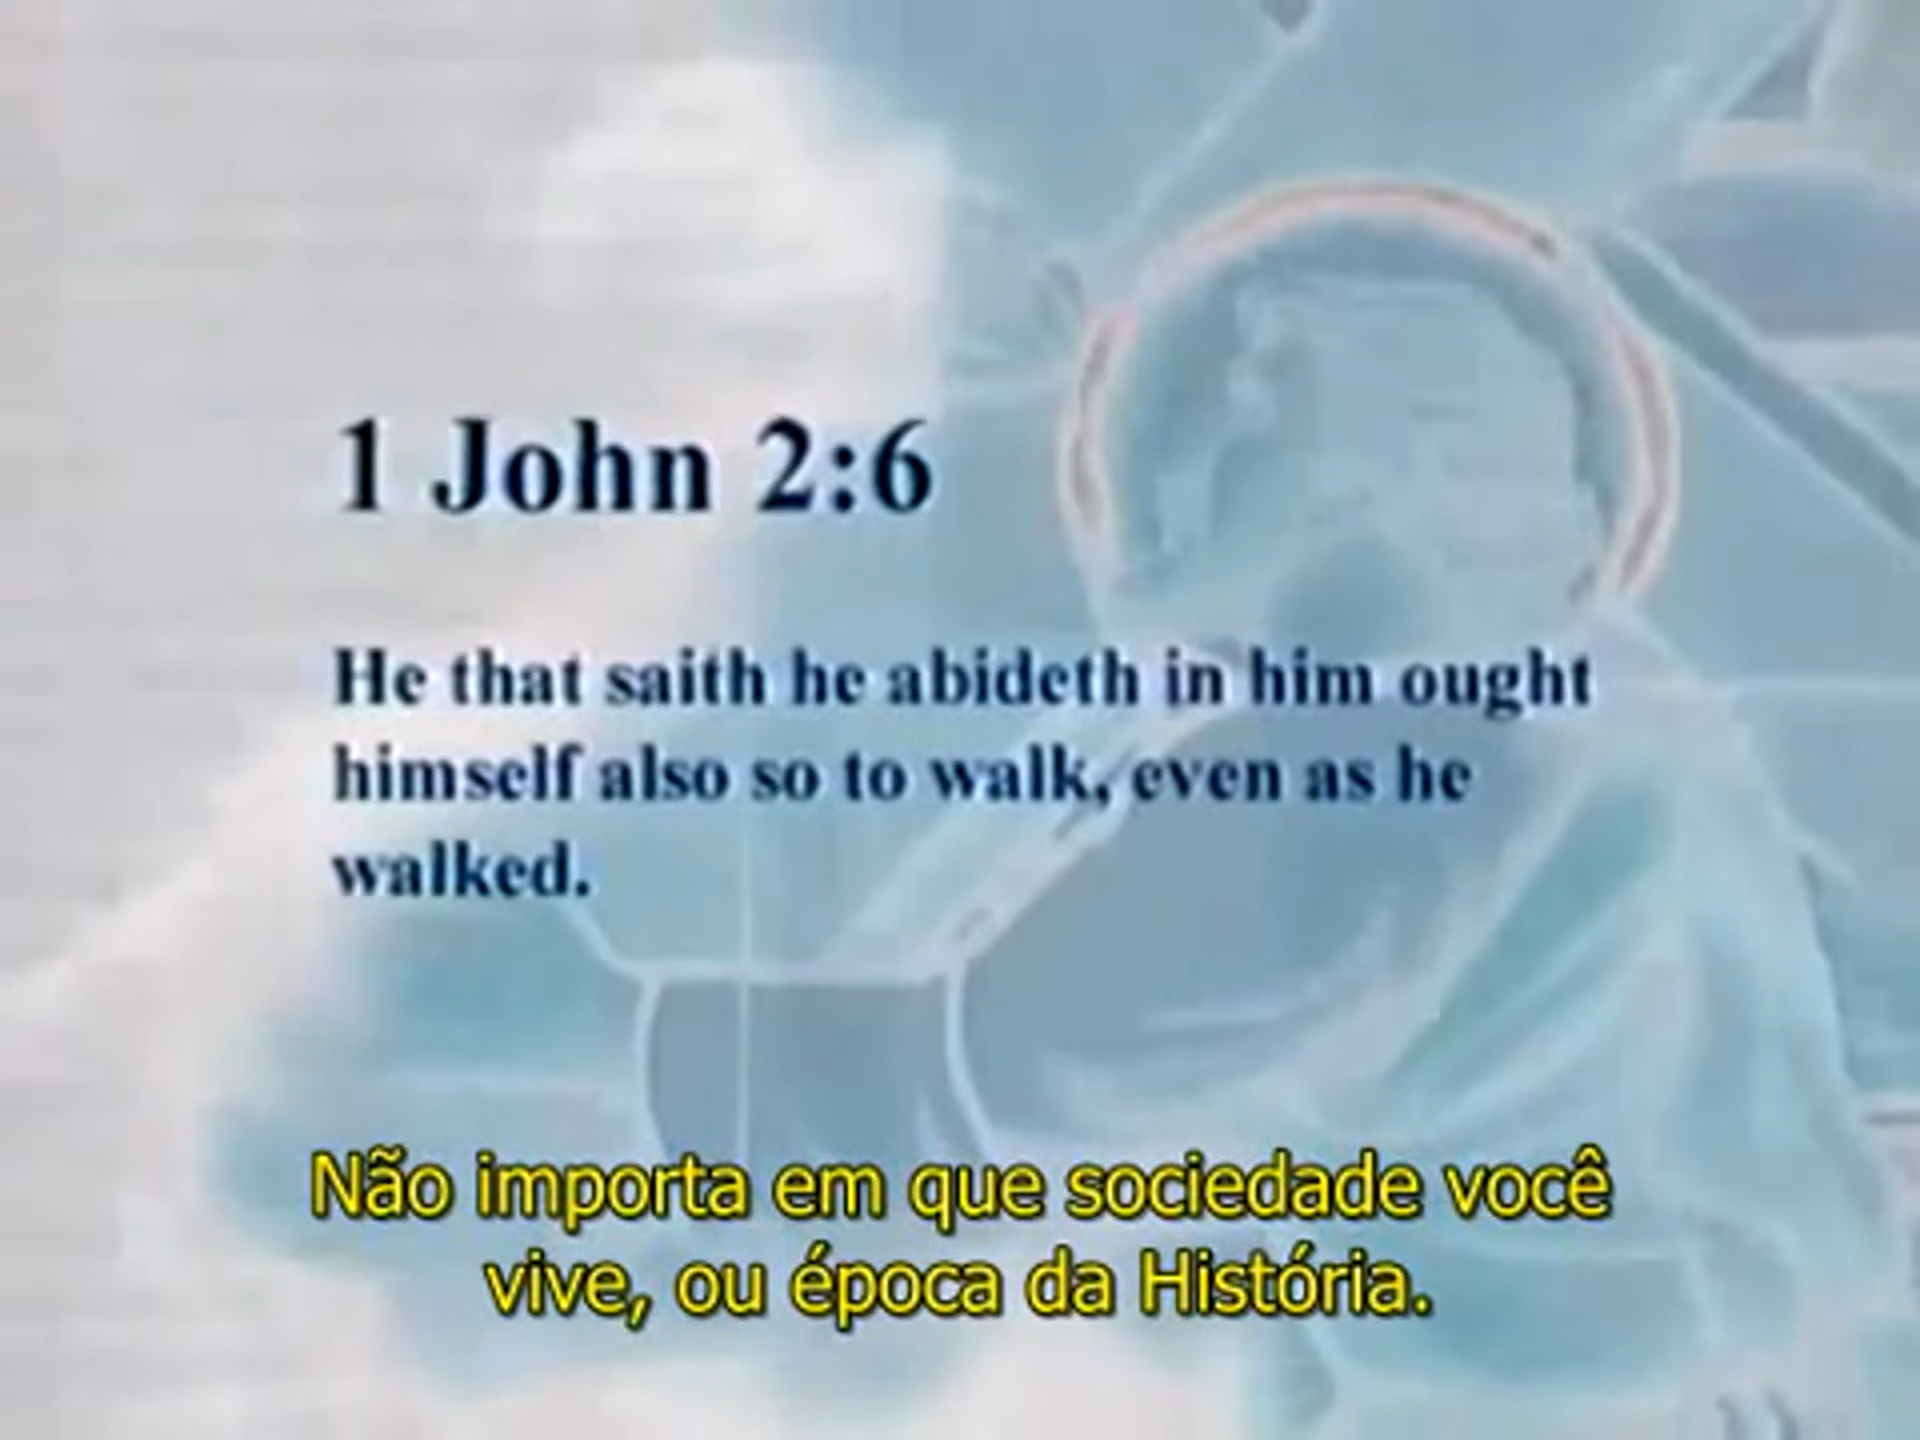 1 John 2:6
He that saith he abideth in him ought
himself also so to walk, even as he
walked.
Não importa em que sociedade você
vive, ou época da História.